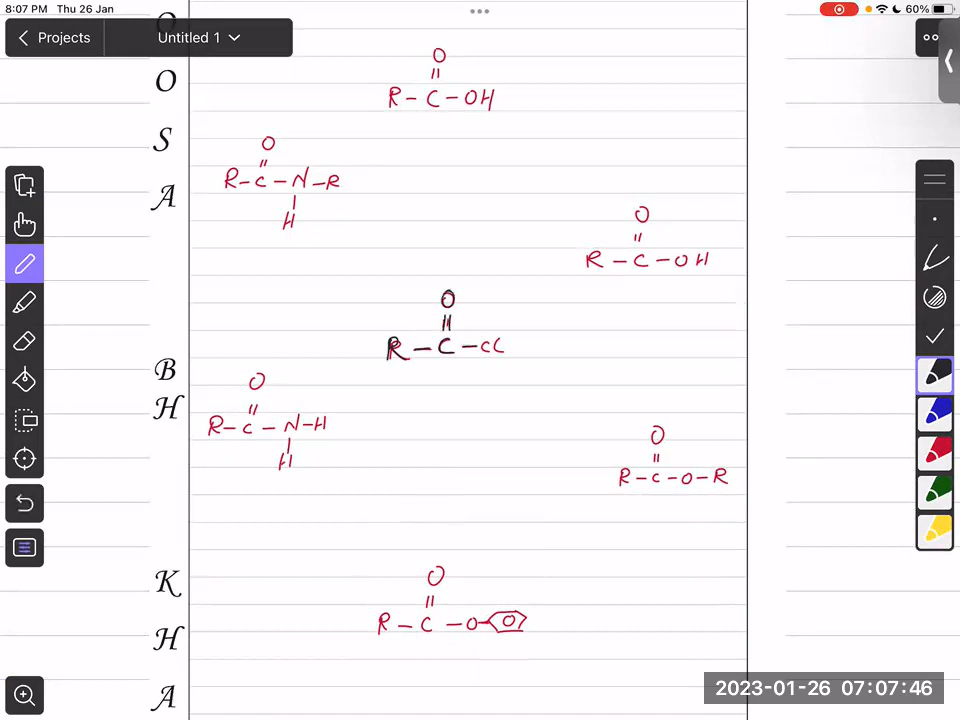 8:07 PM Thu 26 Jan
60%
Projects
Untitled 1
O
O
S
A
B
H
K
H
A
O
R – C – OH
O
R – C – N – R
H
O
R – C – OH
O
R – C – Cl
O
R – C – N – H
H
O
R – C – O – R
O
R – C – O
O
2023-01-26 07:07:46